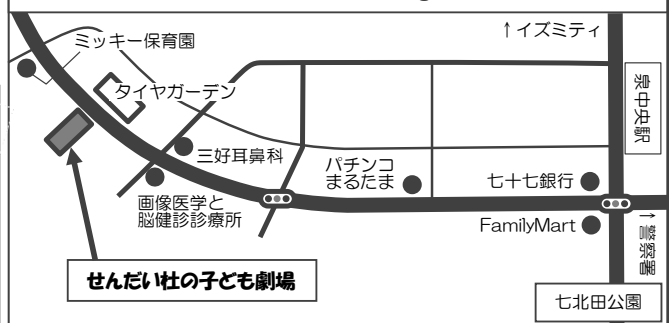 ↑イズミティ
ミッキー保育園
タイヤガーデン
泉中央駅
三好耳鼻科
パチンコ
まるたま
七十七銀行
画像医学と
脳健診診療所
FamilyMart
↑警察署
せんだい杜の子ども劇場
七北田公園